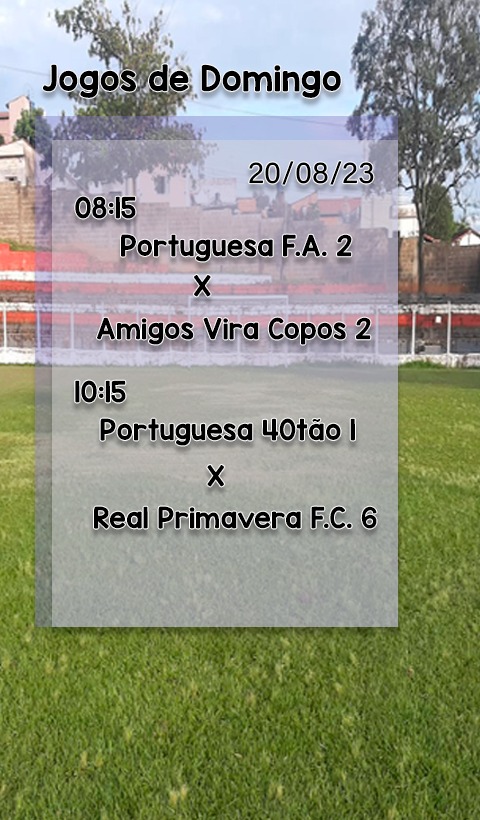 Jogos de Domingo
20/08/23
08:15
Portuguesa F.A. 2
X
Amigos Vira Copos 2
10:15
Portuguesa 40tão 1
X
Real Primavera F.C. 6